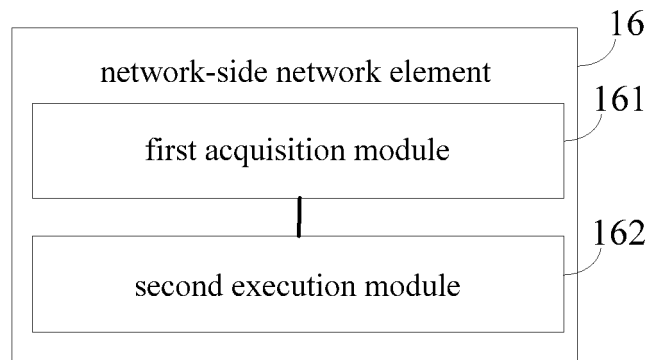 16
network-side network element
161
first acquisition module
162
second execution module